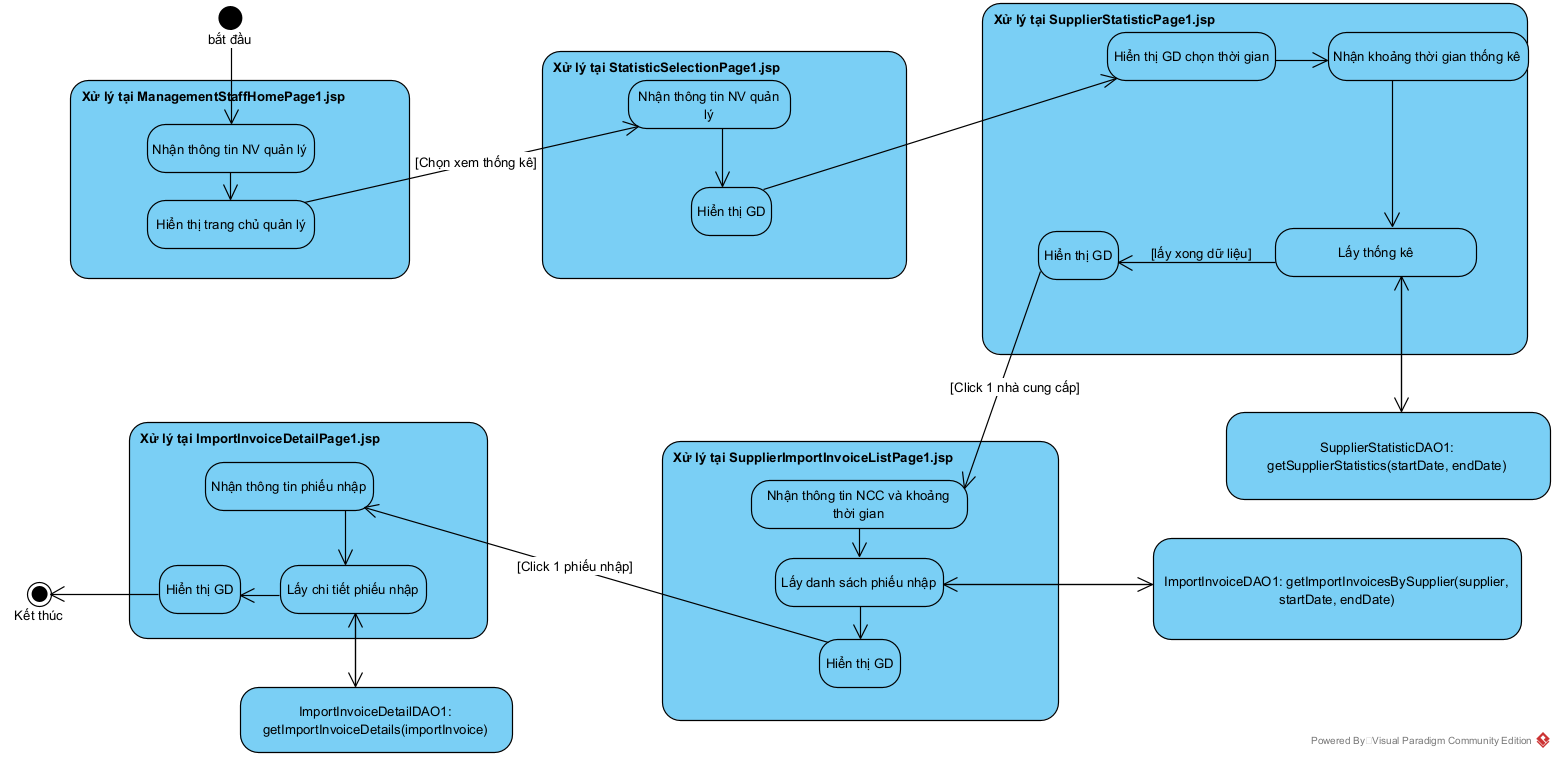 bắt đầu
Xử lý tại ManagementStaffHomePage1.jsp
Nhận thông tin NV quản lý
Hiển thị trang chủ quản lý
[Chọn xem thống kê]
Xử lý tại StatisticSelectionPage1.jsp
Nhận thông tin NV quản
lý
Hiển thị GD
Xử lý tại SupplierStatisticPage1.jsp
Hiển thị GD chọn thời gian
Nhận khoảng thời gian thống kê
Lấy thống kê
[lấy xong dữ liệu]
Hiển thị GD
[Click 1 nhà cung cấp]
SupplierStatisticDAO1:
getSupplierStatistics(startDate, endDate)
Xử lý tại SupplierImportInvoiceListPage1.jsp
Nhận thông tin NCC và khoảng
thời gian
Lấy danh sách phiếu nhập
Hiển thị GD
ImportInvoiceDAO1: getImportInvoicesBySupplier(supplier,
startDate, endDate)
[Click 1 phiếu nhập]
Xử lý tại ImportInvoiceDetailPage1.jsp
Nhận thông tin phiếu nhập
Lấy chi tiết phiếu nhập
Hiển thị GD
Kết thúc
ImportInvoiceDetailDAO1:
getImportInvoiceDetails(importInvoice)
Powered By Visual Paradigm Community Edition